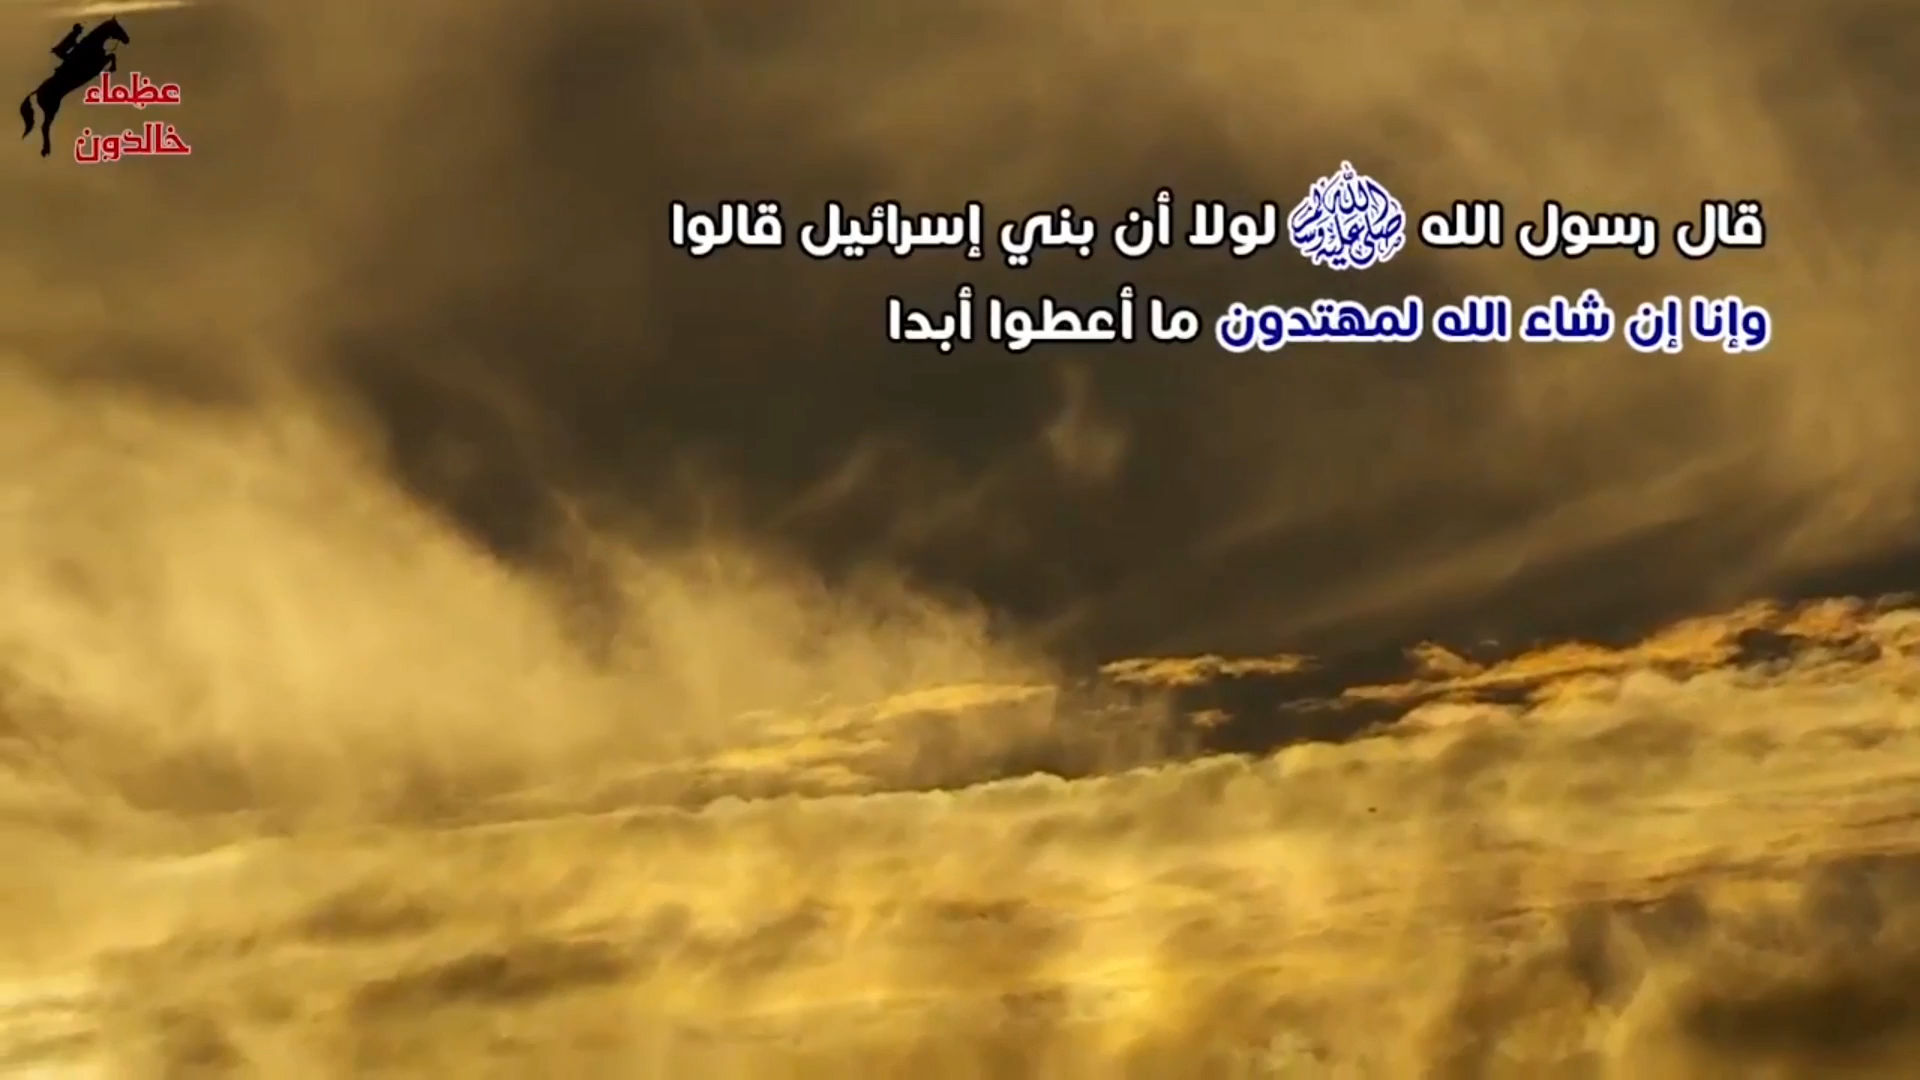 عظماء
خالدون
قال رسول الله ﷺ لولا أن بني إسرائيل قالوا
وإنا إن شاء الله لمهتدون ما أعطوا أبدا